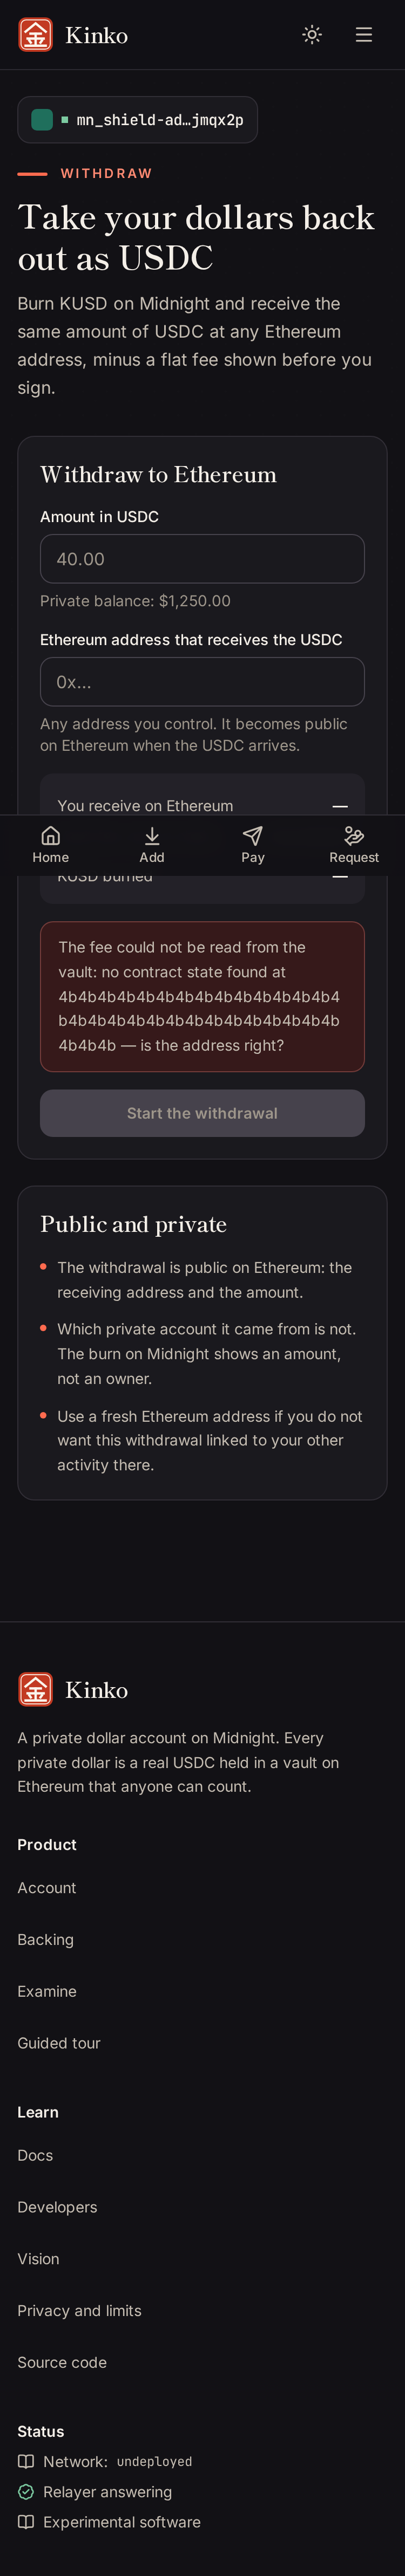 金 Kinko
mn_shield-ad…jmqx2p
WITHDRAW
Take your dollars back
out as USDC
Burn KUSD on Midnight and receive the
same amount of USDC at any Ethereum
address, minus a flat fee shown before you
sign.
Withdraw to Ethereum
Amount in USDC
40.00
Private balance: $1,250.00
Ethereum address that receives the USDC
0x…
Any address you control. It becomes public
on Ethereum when the USDC arrives.
You receive on Ethereum —
Home Add Pay Request
KUSD burned —
The fee could not be read from the
vault: no contract state found at
4b4b4b4b4b4b4b4b4b4b4b4b4b4b4
b4b4b4b4b4b4b4b4b4b4b4b4b4b4b
4b4b4b — is the address right?
Start the withdrawal
Public and private
The withdrawal is public on Ethereum: the
receiving address and the amount.
Which private account it came from is not.
The burn on Midnight shows an amount,
not an owner.
Use a fresh Ethereum address if you do not
want this withdrawal linked to your other
activity there.
金 Kinko
A private dollar account on Midnight. Every
private dollar is a real USDC held in a vault on
Ethereum that anyone can count.
Product
Account
Backing
Examine
Guided tour
Learn
Docs
Developers
Vision
Privacy and limits
Source code
Status
Network: undeployed
Relayer answering
Experimental software